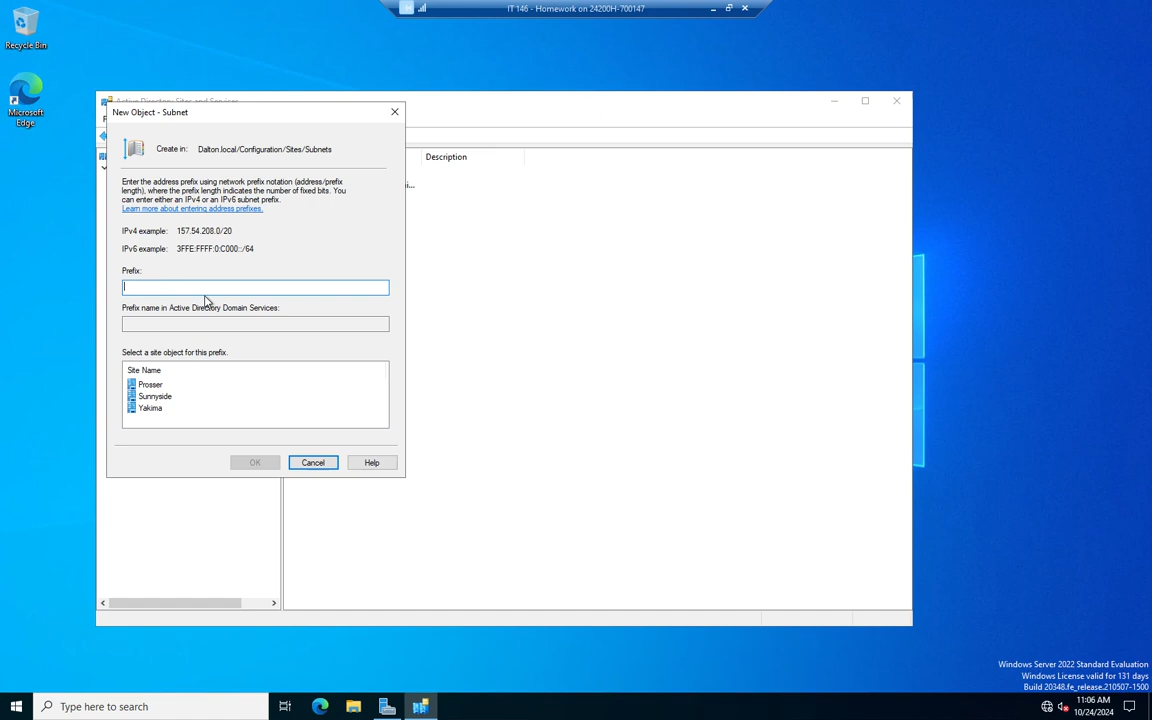 IT 146 - Homework on 24200H-700147
Recycle Bin
Microsoft
Edge
New Object - Subnet
Create in: Dalton.local/Configuration/Sites/Subnets
Description
Enter the address prefix using network prefix notation (address/prefix
length), where the prefix length indicates the number of fixed bits. You
can enter either an IPv4 or an IPv6 subnet prefix.
Learn more about entering address prefixes.
IPv4 example: 157.54.208.0/20
IPv6 example: 3FFE:FFFF:0:C000::/64
Prefix:
Prefix name in Active Directory Domain Services:
Select a site object for this prefix.
Site Name
Prosser
Sunnyside
Yakima
OK Cancel Help
Windows Server 2022 Standard Evaluation
Windows License valid for 131 days
Build 20348.fe_release.210507-1500
Type here to search
11:06 AM
10/24/2024